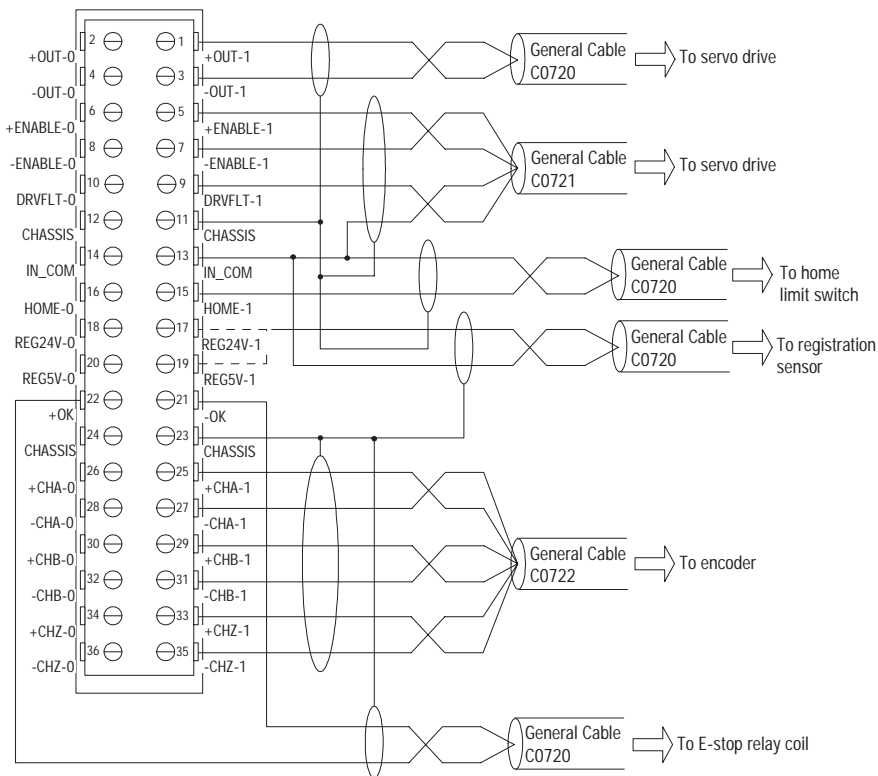 2 1
+OUT-0 +OUT-1
4 3
-OUT-0 -OUT-1
6 5
+ENABLE-0 +ENABLE-1
8 7
-ENABLE-0 -ENABLE-1
10 9
DRVFLT-0 DRVFLT-1
12 11
CHASSIS CHASSIS
14 13
IN_COM IN_COM
16 15
HOME-0 HOME-1
18 17
REG24V-0 REG24V-1
20 19
REG5V-0 REG5V-1
22 21
+OK -OK
24 23
CHASSIS CHASSIS
26 25
+CHA-0 +CHA-1
28 27
-CHA-0 -CHA-1
30 29
+CHB-0 +CHB-1
32 31
-CHB-0 -CHB-1
34 33
+CHZ-0 +CHZ-1
36 35
-CHZ-0 -CHZ-1
General Cable
C0720
To servo drive
General Cable
C0721
To servo drive
General Cable
C0720
To home
limit switch
General Cable
C0720
To registration
sensor
General Cable
C0722
To encoder
General Cable
C0720
To E-stop relay coil